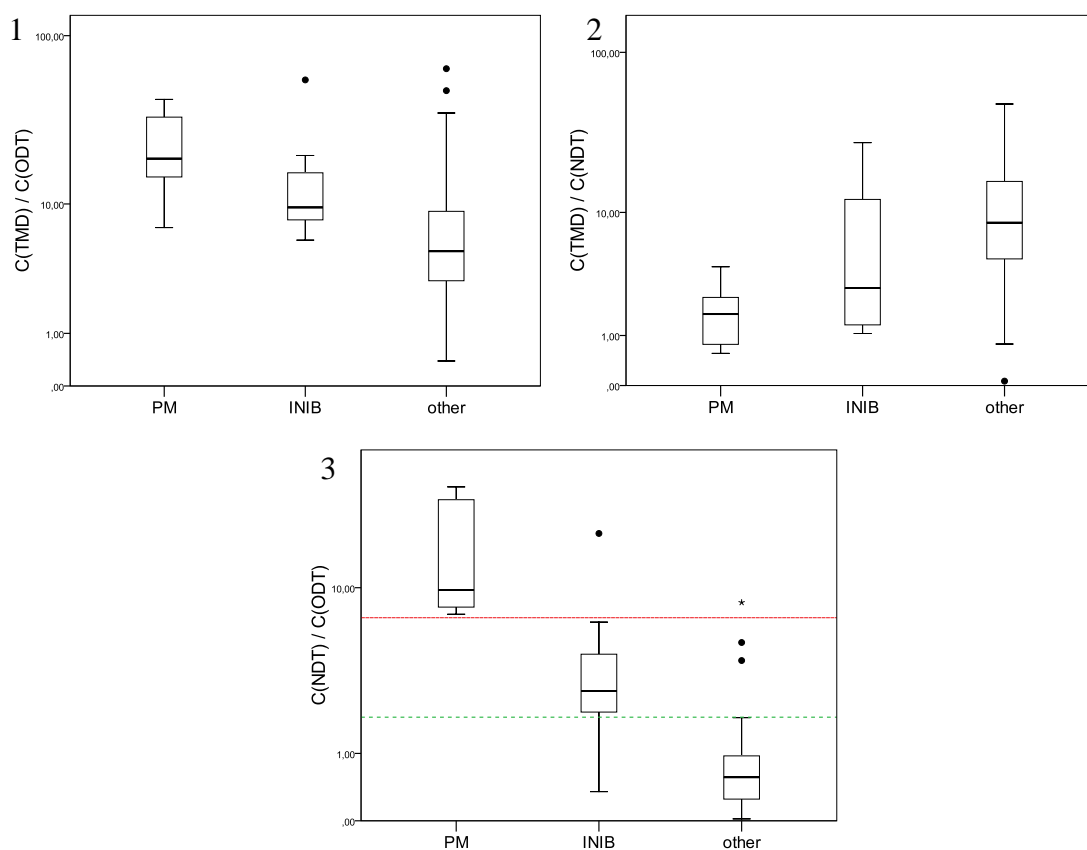 1
C(TMD) / C(ODT)
100,00
10,00
1,00
,00
PM INIB other
2
C(TMD) / C(NDT)
100,00
10,00
1,00
,00
PM INIB other
3
C(NDT) / C(ODT)
10,00
1,00
,00
PM INIB other